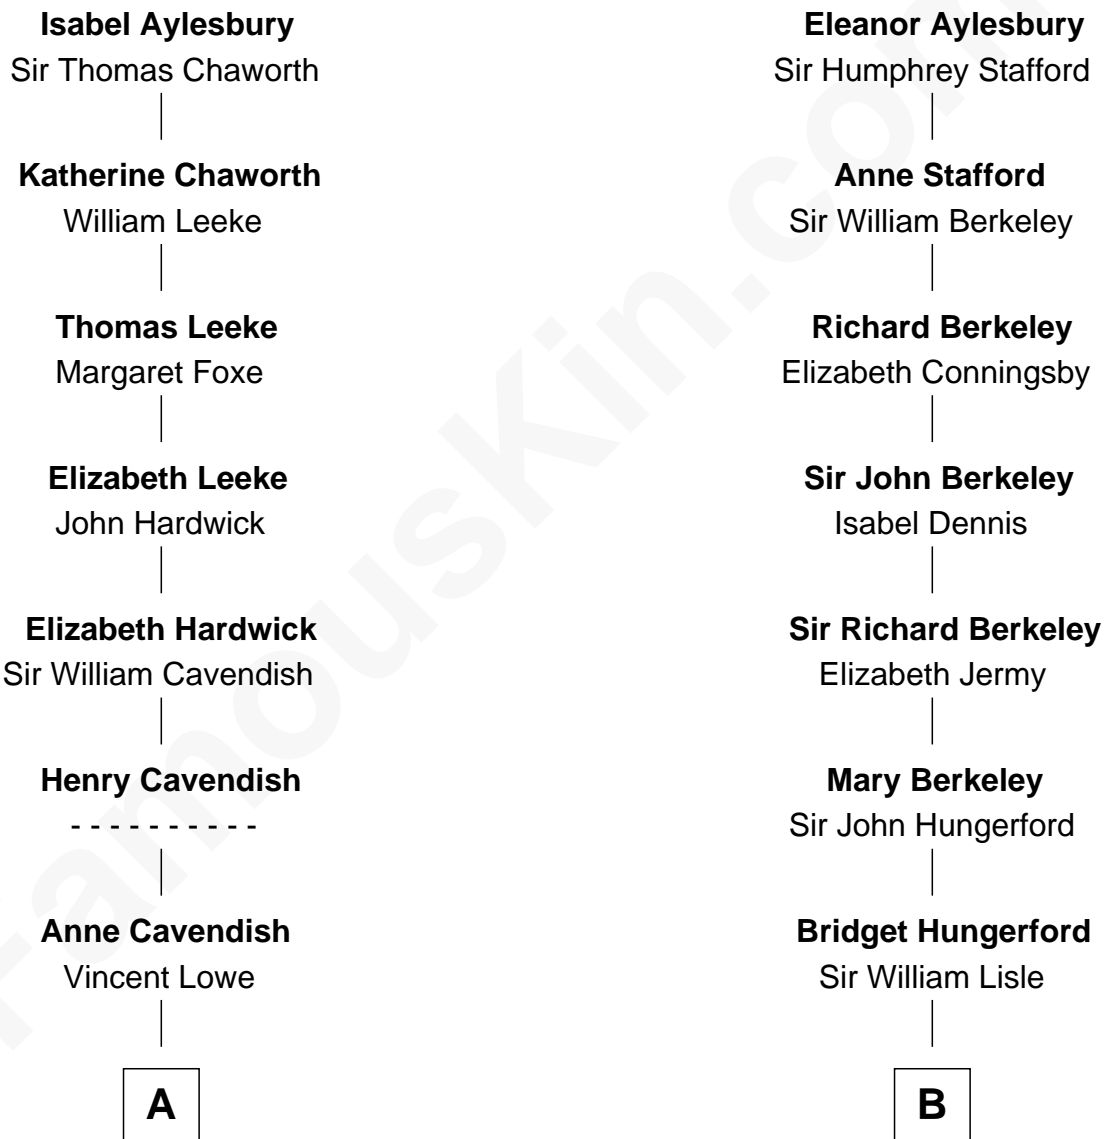 Isabel Aylesbury
Sir Thomas Chaworth
Katherine Chaworth
William Leeke
Thomas Leeke
Margaret Foxe
Elizabeth Leeke
John Hardwick
Elizabeth Hardwick
Sir William Cavendish
Henry Cavendish
- - - - - - - - - -
Anne Cavendish
Vincent Lowe
A
Eleanor Aylesbury
Sir Humphrey Stafford
Anne Stafford
Sir William Berkeley
Richard Berkeley
Elizabeth Conningsby
Sir John Berkeley
Isabel Dennis
Sir Richard Berkeley
Elizabeth Jermy
Mary Berkeley
Sir John Hungerford
Bridget Hungerford
Sir William Lisle
B
FamousKin.com